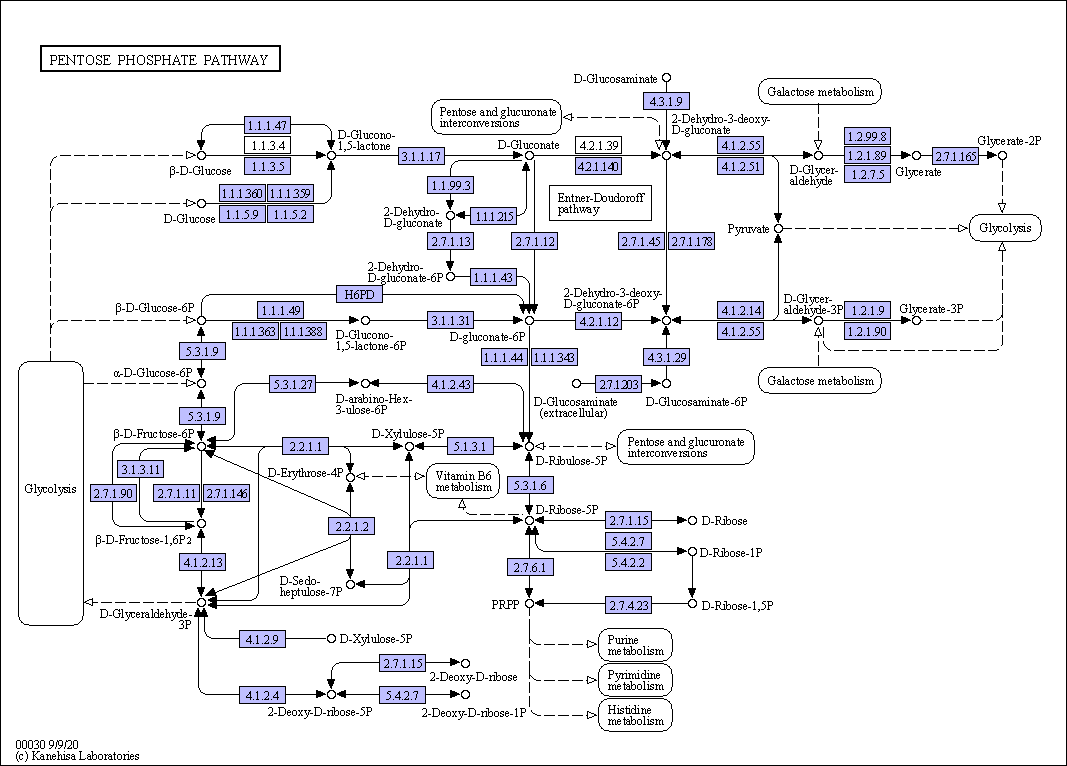 PENTOSE PHOSPHATE PATHWAY
D-Glucosaminate
4.3.1.9
Galactose metabolism
Pentose and glucuronate
interconversions
2-Dehydro-3-deoxy-
D-gluconate
1.1.1.47
1.1.3.4
1.1.3.5
D-Glucono-
1,5-lactone
3.1.1.17
D-Gluconate
4.2.1.39
4.2.1.140
4.1.2.55
4.1.2.51
1.2.99.8
1.2.1.89
1.2.7.5
Glycerate-2P
2.7.1.165
β-D-Glucose
D-Glycer-
aldehyde
Glycerate
1.1.1.360
1.1.1.359
1.1.5.9
1.1.5.2
D-Glucose
1.1.99.3
Entner-Doudoroff
pathway
2-Dehydro-
D-gluconate
1.1.1.215
Pyruvate
Glycolysis
2.7.1.13
2.7.1.12
2.7.1.45
2.7.1.178
2-Dehydro-
D-gluconate-6P
1.1.1.43
H6PD
2-Dehydro-3-deoxy-
D-gluconate-6P
β-D-Glucose-6P
1.1.1.49
1.1.1.363
1.1.1.388
D-Glucono-
1,5-lactone-6P
3.1.1.31
D-gluconate-6P
4.2.1.12
4.1.2.14
4.1.2.55
D-Glycer-
aldehyde-3P
1.2.1.9
1.2.1.90
Glycerate-3P
5.3.1.9
1.1.1.44
1.1.1.343
4.3.1.29
α-D-Glucose-6P
Galactose metabolism
5.3.1.27
4.1.2.43
2.7.1.203
D-arabino-Hex-
3-ulose-6P
D-Glucosaminate
(extracellular)
D-Glucosaminate-6P
5.3.1.9
β-D-Fructose-6P
2.2.1.1
D-Xylulose-5P
5.1.3.1
D-Ribulose-5P
Pentose and glucuronate
interconversions
3.1.3.11
D-Erythrose-4P
Vitamin B6
metabolism
Glycolysis
2.7.1.90
2.7.1.11
2.7.1.146
5.3.1.6
D-Ribose-5P
2.2.1.2
2.7.1.15
D-Ribose
β-D-Fructose-1,6P2
5.4.2.7
5.4.2.2
D-Ribose-1P
4.1.2.13
2.2.1.1
2.7.6.1
D-Sedo-
heptulose-7P
PRPP
2.7.4.23
D-Ribose-1,5P
D-Glyceraldehyde-
3P
4.1.2.9
D-Xylulose-5P
Purine
metabolism
2.7.1.15
2-Deoxy-D-ribose
Pyrimidine
metabolism
4.1.2.4
5.4.2.7
2-Deoxy-D-ribose-5P
2-Deoxy-D-ribose-1P
Histidine
metabolism
00030 9/9/20
(c) Kanehisa Laboratories